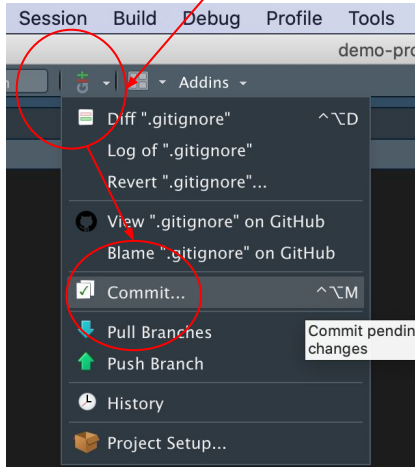 Session Build Debug Profile Tools
demo-pro
Addins
Diff ".gitignore" ^⌥D
Log of ".gitignore"
Revert ".gitignore"...
View ".gitignore" on GitHub
Blame ".gitignore" on GitHub
Commit... ^⌥M
Pull Branches
Commit pendin
changes
Push Branch
History
Project Setup...